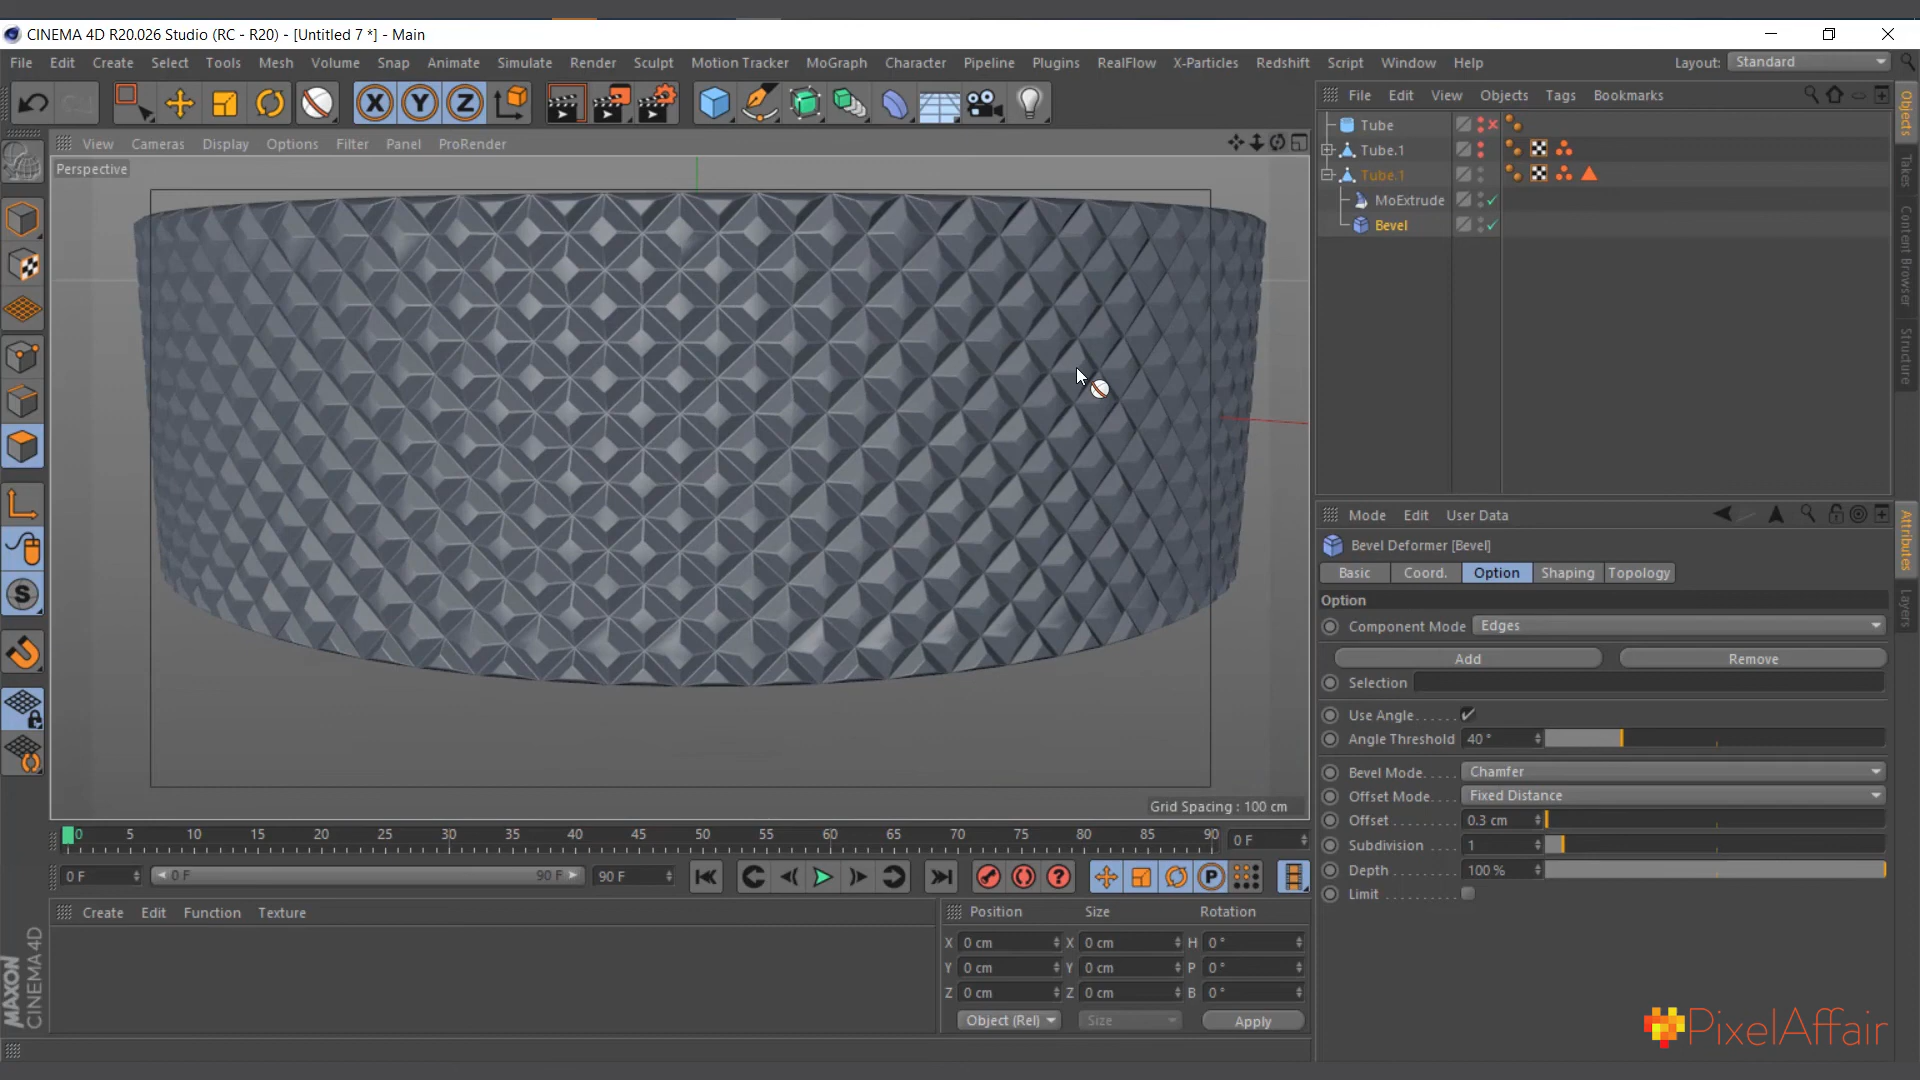 CINEMA 4D R20.026 Studio (RC - R20) - [Untitled 7 *] - Main
File Edit Create Select Tools Mesh Volume Snap Animate Simulate Render Sculpt Motion Tracker MoGraph Character Pipeline Plugins RealFlow X-Particles Redshift Script Window Help Layout: Standard
X Y Z
File Edit View Objects Tags Bookmarks
View Cameras Display Options Filter Panel ProRender
Perspective
Tube
Tube.1
Tube.1
MoExtrude
Bevel
Objects
Takes
Content Browser
Structure
Mode Edit User Data
Bevel Deformer [Bevel]
Basic Coord. Option Shaping Topology
Option
Component Mode Edges
Add Remove
Selection
Use Angle
Angle Threshold 40 °
Bevel Mode Chamfer
Offset Mode Fixed Distance
Offset 0.3 cm
Subdivision 1
Depth 100 %
Limit
Attributes
Layers
S
Grid Spacing : 100 cm
0 5 10 15 20 25 30 35 40 45 50 55 60 65 70 75 80 85 90 0 F
0 F 0 F 90 F 90 F ? P
Create Edit Function Texture
Position Size Rotation
X 0 cm X 0 cm H 0 °
Y 0 cm Y 0 cm P 0 °
Z 0 cm Z 0 cm B 0 °
Object (Rel) Size Apply
MAXON
CINEMA 4D
PixelAffair